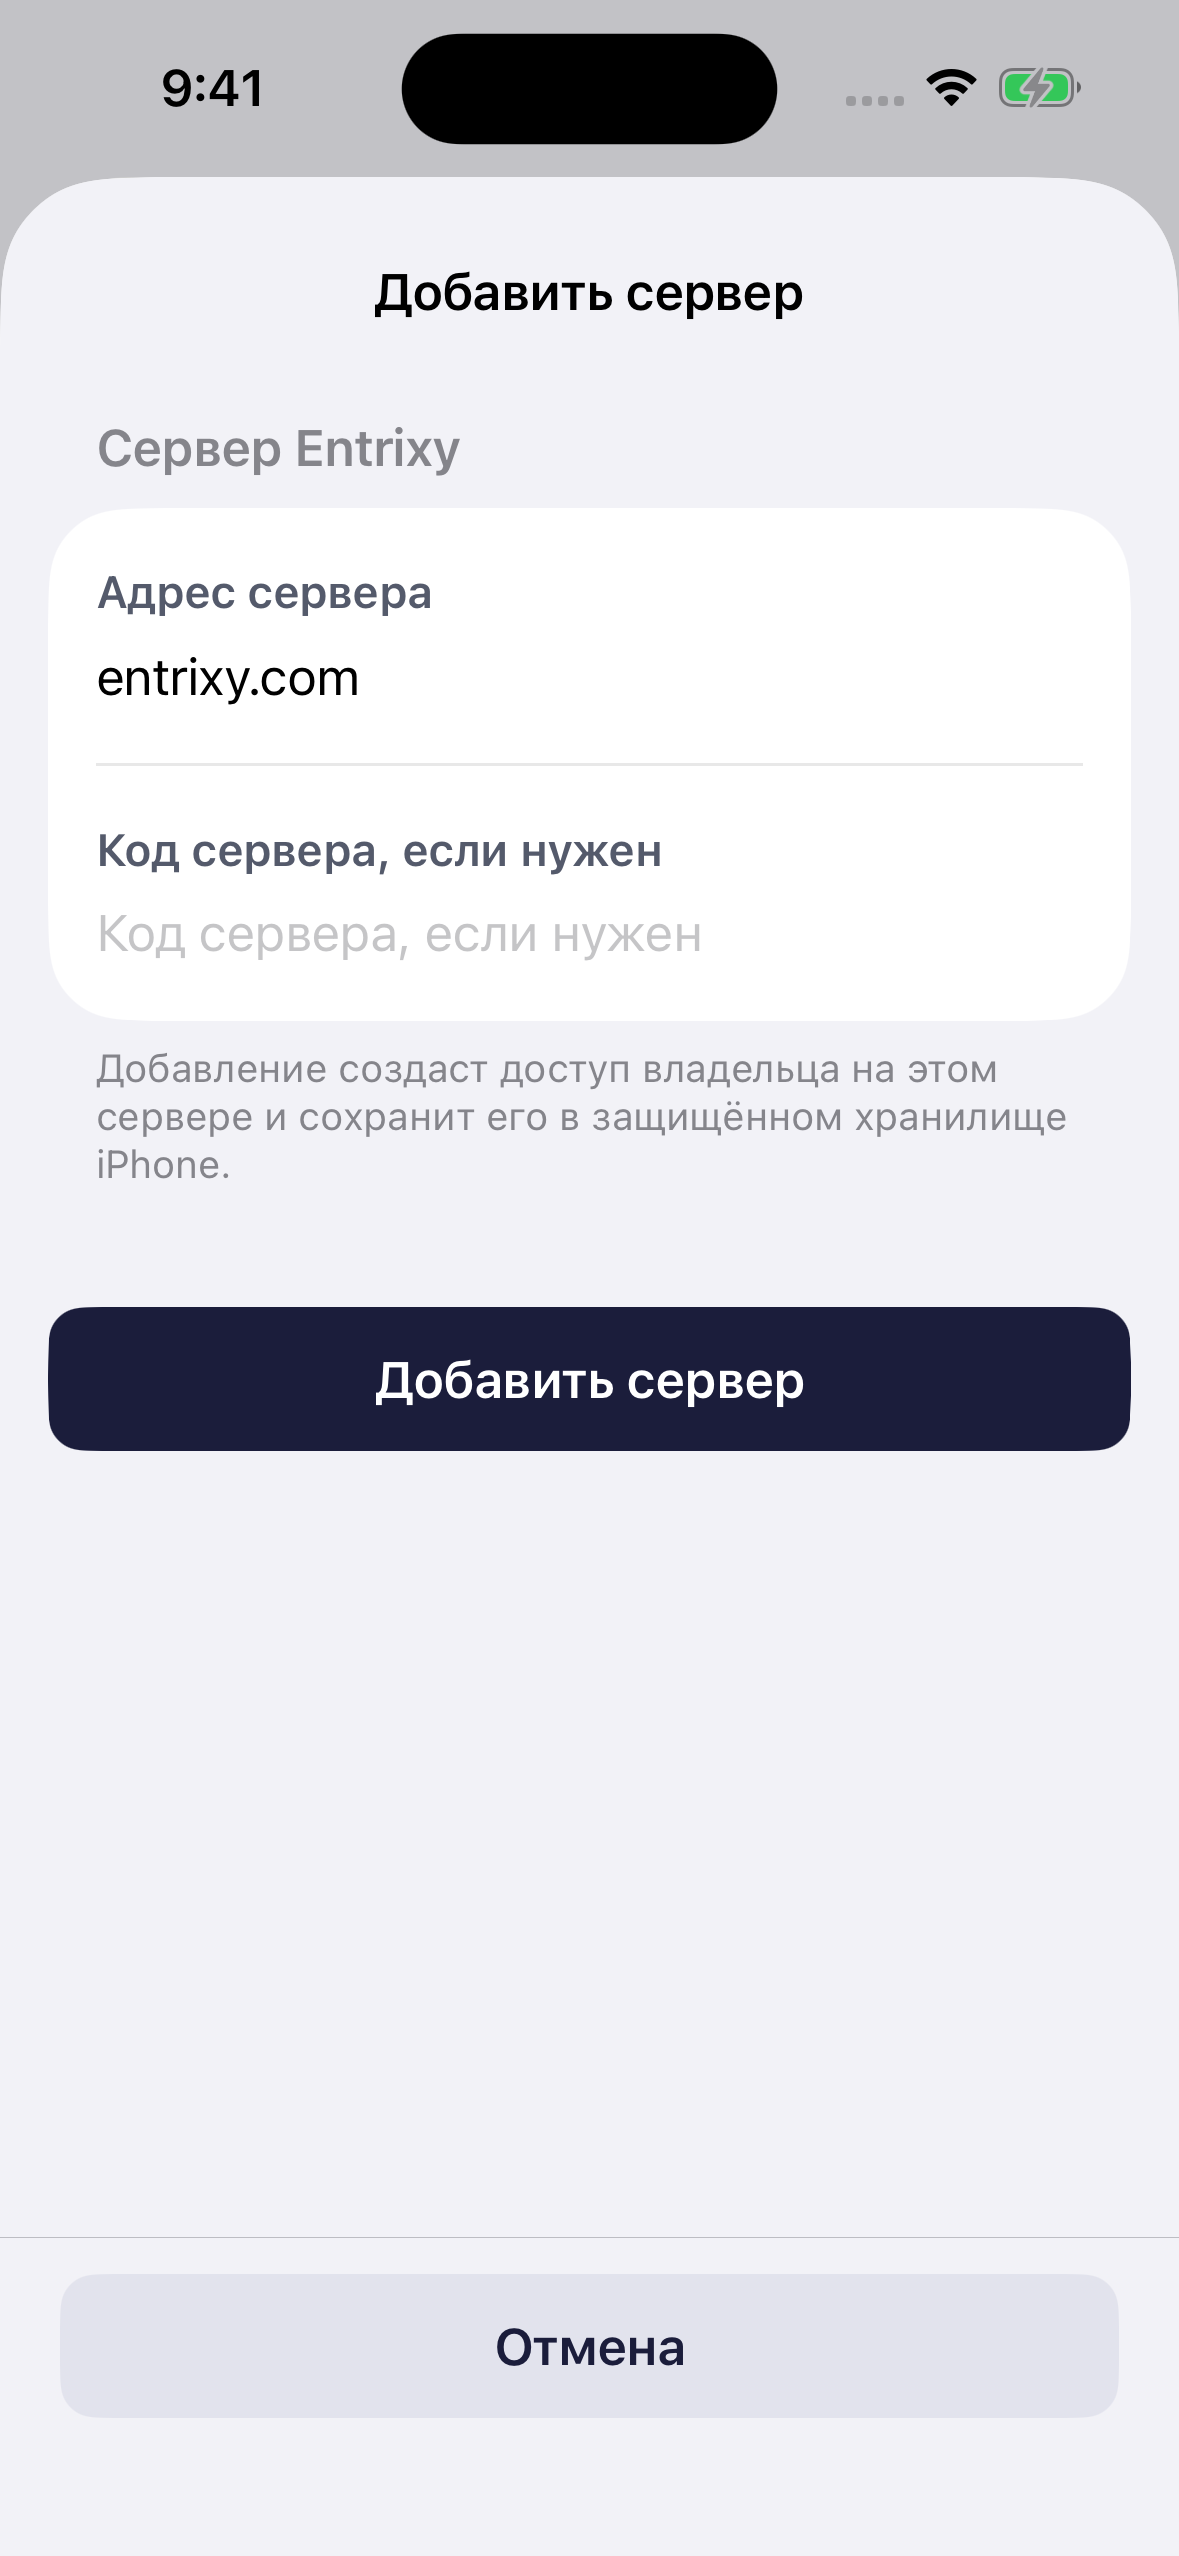 9:41
Добавить сервер
Сервер Entrixy
Адрес сервера
entrixy.com
Код сервера, если нужен
Код сервера, если нужен
Добавление создаст доступ владельца на этом
сервере и сохранит его в защищённом хранилище
iPhone.
Добавить сервер
Отмена